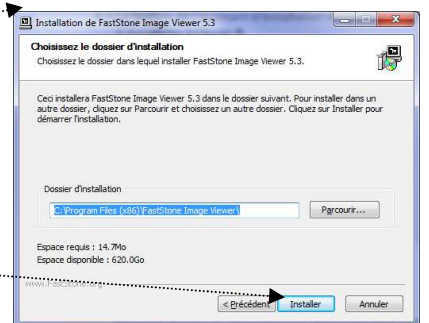 Installation de FastStone Image Viewer 5.3
Choisissez le dossier d'installation
Choisissez le dossier dans lequel installer FastStone Image Viewer 5.3.
Ceci installera FastStone Image Viewer 5.3 dans le dossier suivant. Pour installer dans un
autre dossier, cliquez sur Parcourir et choisissez un autre dossier. Cliquez sur Installer pour
démarrer l'installation.
Dossier d'installation
C:\Program Files (x86)\FastStone Image Viewer\
Parcourir...
Espace requis : 14.7Mo
Espace disponible : 620.0Go
www.FastStone.org
< Précédent
Installer
Annuler